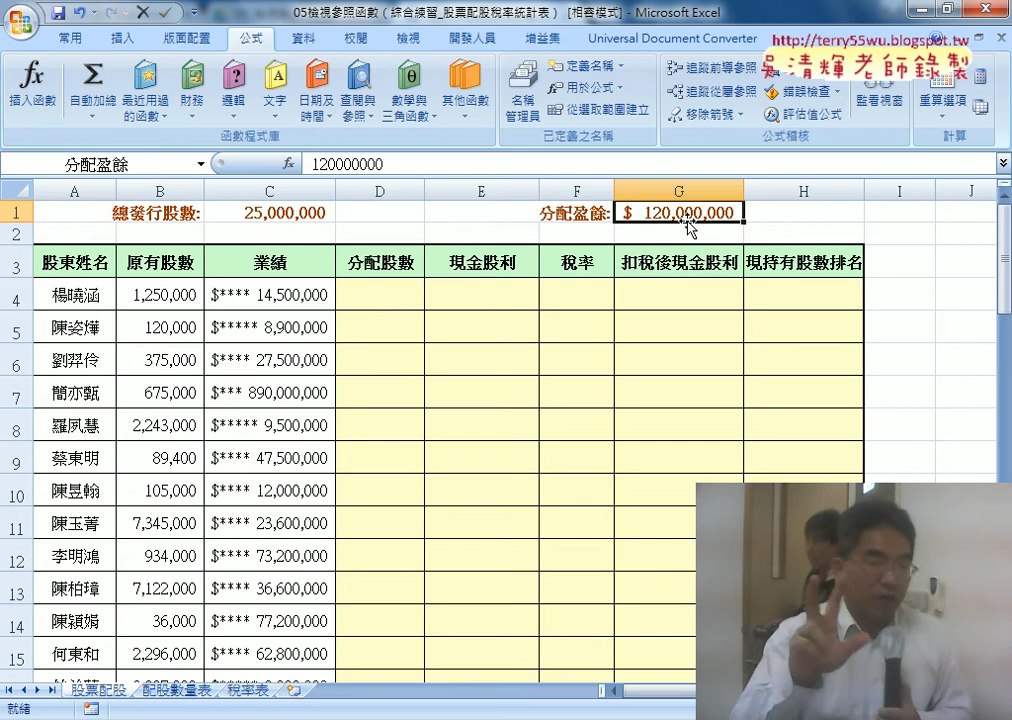 05檢視參照函數（綜合練習_股票配股稅率統計表） [相容模式] - Microsoft Excel
常用 插入 版面配置 公式 資料 校閱 檢視 開發人員 增益集 Universal Document Converter
http://terry55wu.blogspot.tw
吳清輝老師錄製
插入函數 自動加總 最近用過的函數 財務 邏輯 文字 日期及時間 查閱與參照 數學與三角函數 其他函數
函數程式庫
名稱管理員 定義名稱 用於公式 從選取範圍建立
已定義之名稱
追蹤前導參照 追蹤從屬參照 移除箭號 錯誤檢查 評估值公式 監看視窗
公式稽核
重算選項
計算
分配盈餘 fx 120000000
A B C D E F G H I J
1 總發行股數: 25,000,000 分配盈餘: $ 120,000,000
2
3 股東姓名 原有股數 業績 分配股數 現金股利 稅率 扣稅後現金股利 現持有股數排名
4 楊曉涵 1,250,000 $**** 14,500,000
5 陳姿燁 120,000 $***** 8,900,000
6 劉羿伶 375,000 $**** 27,500,000
7 簡亦甄 675,000 $*** 890,000,000
8 羅夙慧 2,243,000 $***** 9,500,000
9 蔡東明 89,400 $**** 47,500,000
10 陳昱翰 105,000 $**** 12,000,000
11 陳玉菁 7,345,000 $**** 23,600,000
12 李明鴻 934,000 $**** 73,200,000
13 陳柏璋 7,122,000 $**** 36,600,000
14 陳穎娟 36,000 $**** 77,200,000
15 何東和 2,296,000 $**** 62,800,000
股票配股 配股數量表 稅率表
就緒